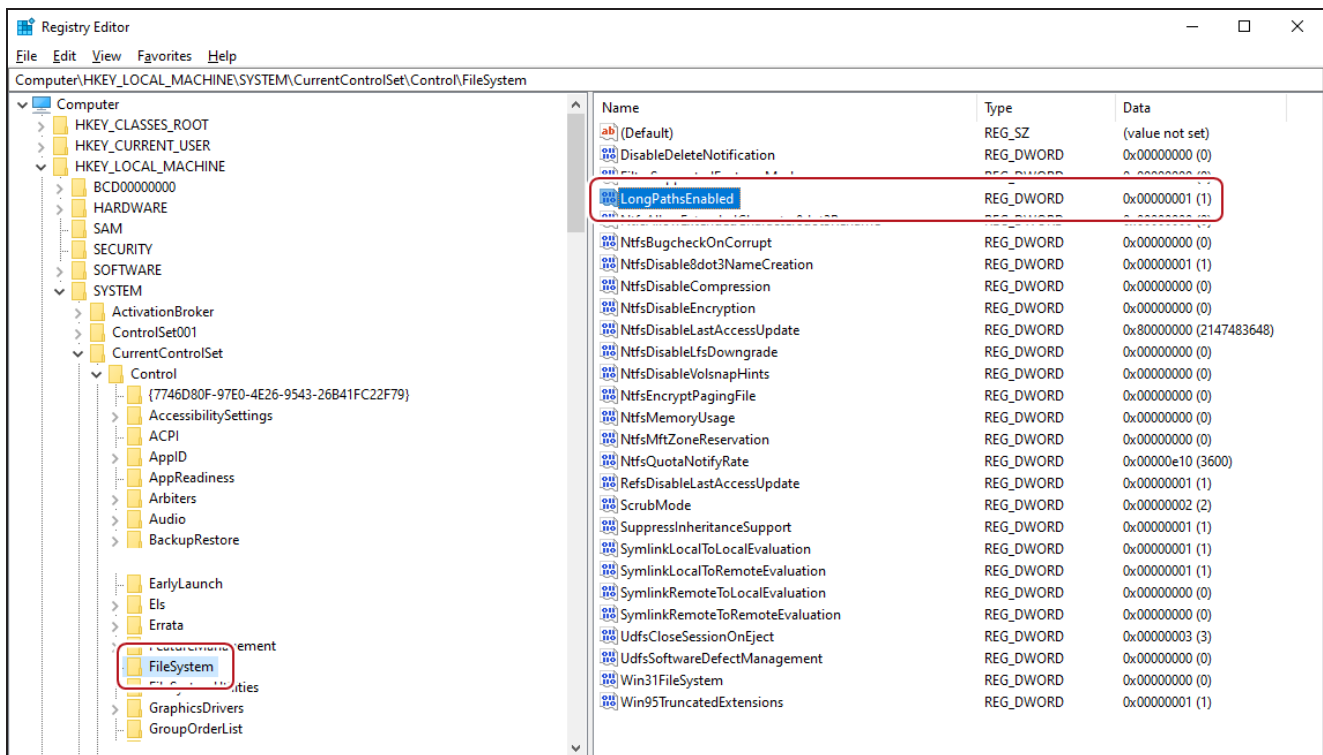 Registry Editor
File Edit View Favorites Help
Computer\HKEY_LOCAL_MACHINE\SYSTEM\CurrentControlSet\Control\FileSystem
Computer
HKEY_CLASSES_ROOT
HKEY_CURRENT_USER
HKEY_LOCAL_MACHINE
BCD00000000
HARDWARE
SAM
SECURITY
SOFTWARE
SYSTEM
ActivationBroker
ControlSet001
CurrentControlSet
Control
{7746D80F-97E0-4E26-9543-26B41FC22F79}
AccessibilitySettings
ACPI
AppID
AppReadiness
Arbiters
Audio
BackupRestore
EarlyLaunch
Els
Errata
FileSystem
GraphicsDrivers
GroupOrderList
Name Type Data
(Default) REG_SZ (value not set)
DisableDeleteNotification REG_DWORD 0x00000000 (0)
LongPathsEnabled REG_DWORD 0x00000001 (1)
NtfsBugcheckOnCorrupt REG_DWORD 0x00000000 (0)
NtfsDisable8dot3NameCreation REG_DWORD 0x00000001 (1)
NtfsDisableCompression REG_DWORD 0x00000000 (0)
NtfsDisableEncryption REG_DWORD 0x00000000 (0)
NtfsDisableLastAccessUpdate REG_DWORD 0x80000000 (2147483648)
NtfsDisableLfsDowngrade REG_DWORD 0x00000000 (0)
NtfsDisableVolsnapHints REG_DWORD 0x00000000 (0)
NtfsEncryptPagingFile REG_DWORD 0x00000000 (0)
NtfsMemoryUsage REG_DWORD 0x00000000 (0)
NtfsMftZoneReservation REG_DWORD 0x00000000 (0)
NtfsQuotaNotifyRate REG_DWORD 0x00000e10 (3600)
RefsDisableLastAccessUpdate REG_DWORD 0x00000001 (1)
ScrubMode REG_DWORD 0x00000002 (2)
SuppressInheritanceSupport REG_DWORD 0x00000001 (1)
SymlinkLocalToLocalEvaluation REG_DWORD 0x00000001 (1)
SymlinkLocalToRemoteEvaluation REG_DWORD 0x00000001 (1)
SymlinkRemoteToLocalEvaluation REG_DWORD 0x00000000 (0)
SymlinkRemoteToRemoteEvaluation REG_DWORD 0x00000000 (0)
UdfsCloseSessionOnEject REG_DWORD 0x00000003 (3)
UdfsSoftwareDefectManagement REG_DWORD 0x00000000 (0)
Win31FileSystem REG_DWORD 0x00000000 (0)
Win95TruncatedExtensions REG_DWORD 0x00000001 (1)